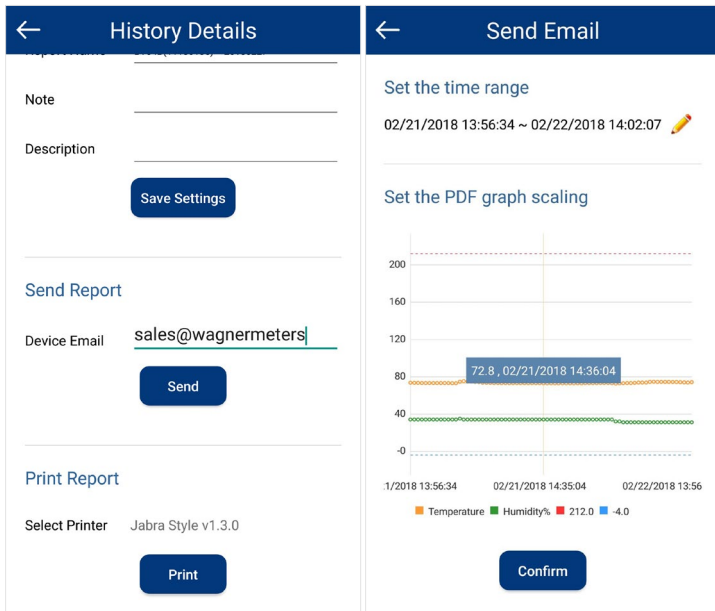 History Details
Note
Description
Save Settings
Send Report
Device Email sales@wagnermeters
Send
Print Report
Select Printer Jabra Style v1.3.0
Print
Send Email
Set the time range
02/21/2018 13:56:34 ~ 02/22/2018 14:02:07
Set the PDF graph scaling
200
160
120
80
72.8 , 02/21/2018 14:36:04
40
-0
:1/2018 13:56:34 02/21/2018 14:35:04 02/22/2018 13:56
Temperature Humidity% 212.0 -4.0
Confirm